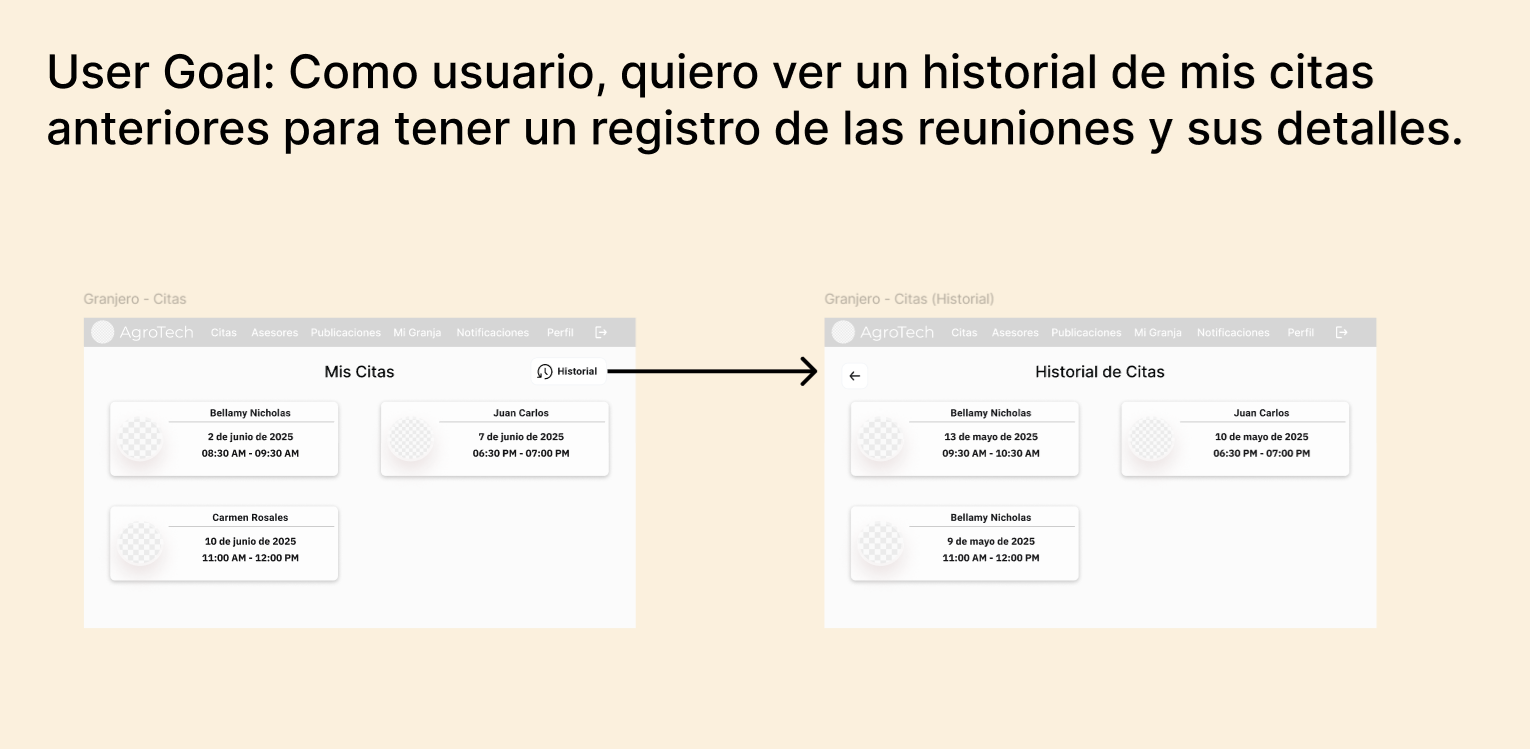 User Goal: Como usuario, quiero ver un historial de mis citas
anteriores para tener un registro de las reuniones y sus detalles.
Granjero - Citas
AgroTech Citas Asesores Publicaciones Mi Granja Notificaciones Perfil
Mis Citas
Historial
Bellamy Nicholas
2 de junio de 2025
08:30 AM - 09:30 AM
Juan Carlos
7 de junio de 2025
06:30 PM - 07:00 PM
Carmen Rosales
10 de junio de 2025
11:00 AM - 12:00 PM
Granjero - Citas (Historial)
AgroTech Citas Asesores Publicaciones Mi Granja Notificaciones Perfil
Historial de Citas
Bellamy Nicholas
13 de mayo de 2025
09:30 AM - 10:30 AM
Juan Carlos
10 de mayo de 2025
06:30 PM - 07:00 PM
Bellamy Nicholas
9 de mayo de 2025
11:00 AM - 12:00 PM